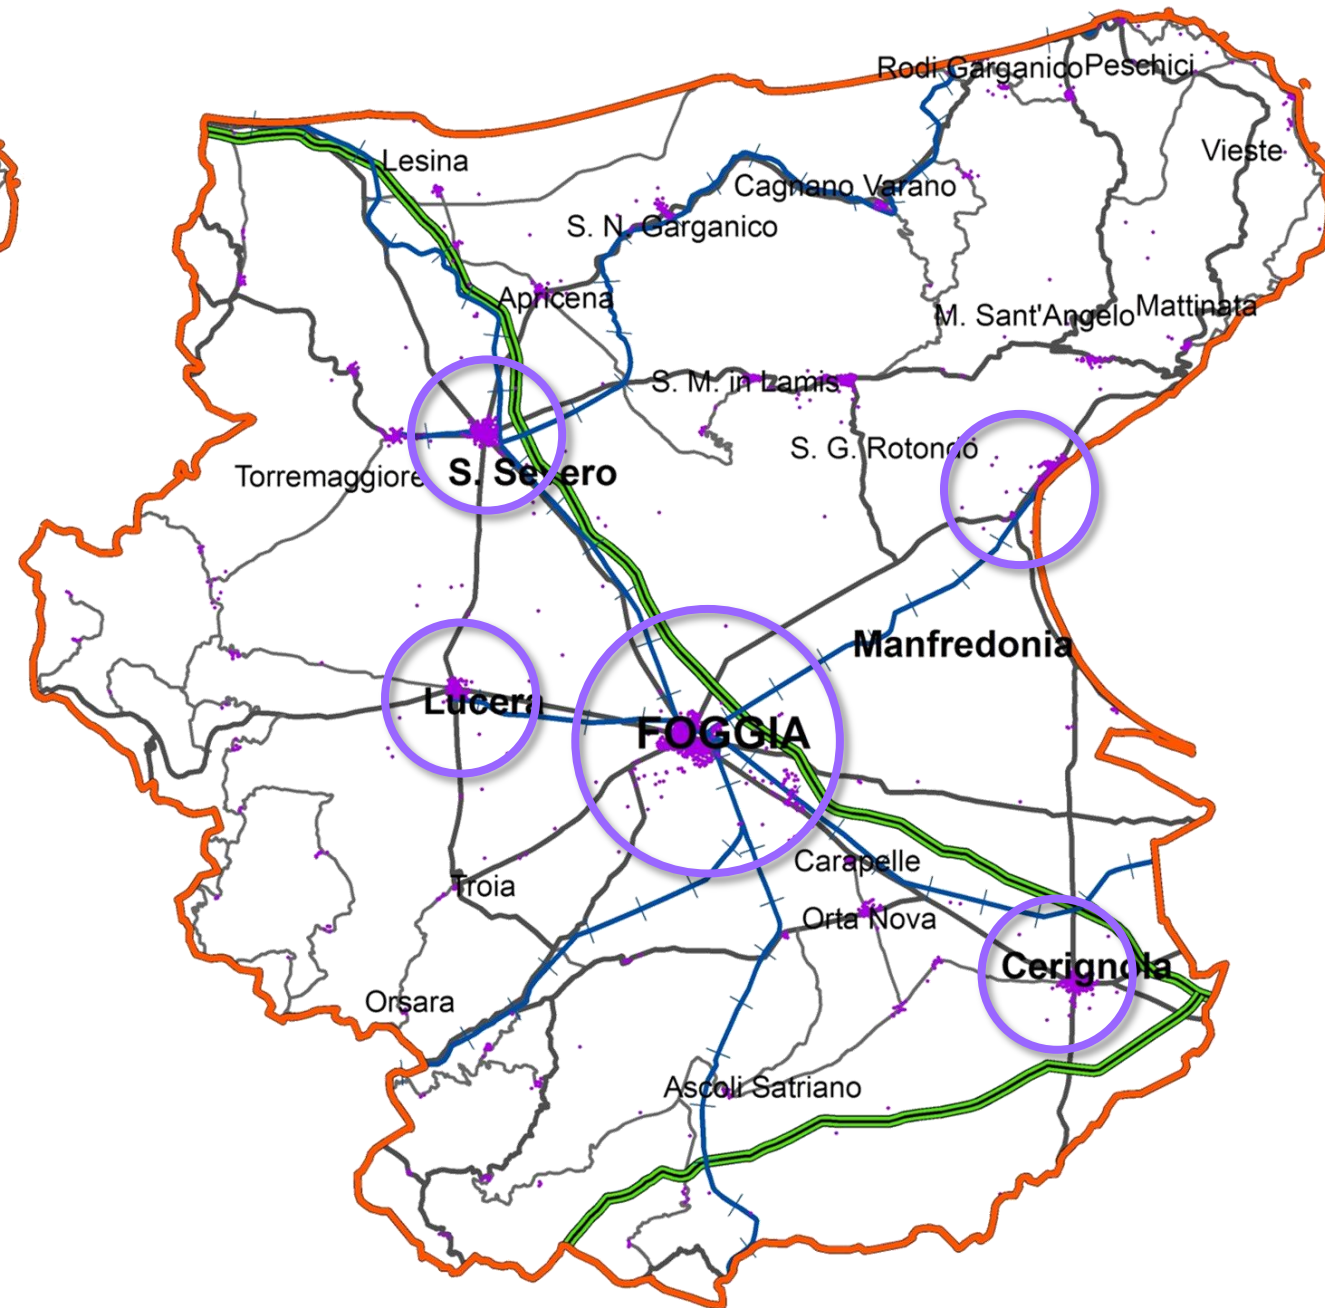 Rodi Garganico
Peschici
Lesina
Vieste
Cagnano Varano
S. N. Garganico
Apricena
M. Sant'Angelo
Mattinata
S. M. in Lamis
S. G. Rotondo
Torremaggiore
S. Severo
Manfredonia
Lucera
FOGGIA
Carapelle
Troia
Orta Nova
Cerignola
Orsara
Ascoli Satriano